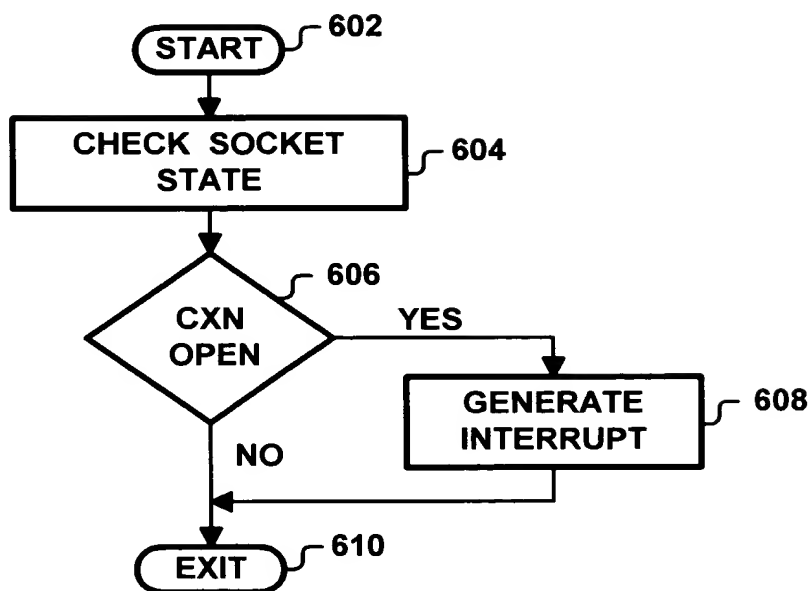 START
602
CHECK SOCKET
STATE
604
606
CXN
OPEN
YES
GENERATE
INTERRUPT
608
NO
EXIT
610